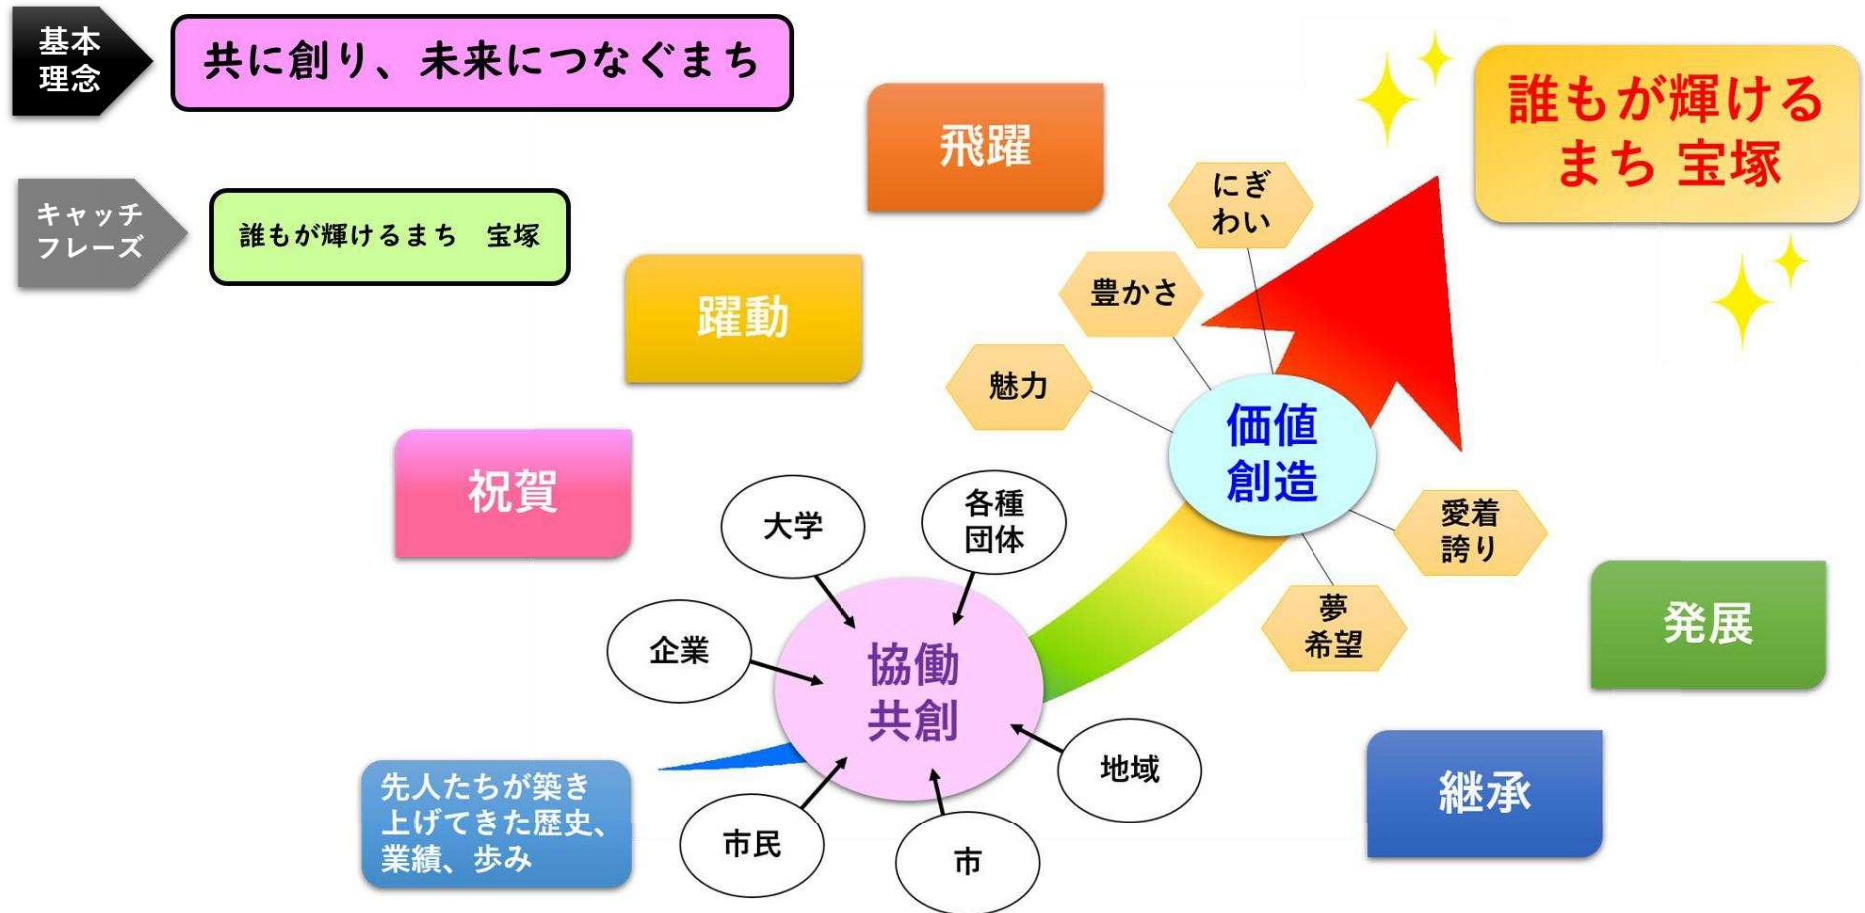 基本
理念
共に創り、未来につなぐまち
キャッチ
フレーズ
誰もが輝けるまち　宝塚
誰もが輝ける
まち 宝塚
飛躍
躍動
祝賀
にぎ
わい
豊かさ
魅力
価値
創造
愛着
誇り
夢
希望
発展
継承
大学
各種
団体
企業
協働
共創
地域
市民
市
先人たちが築き
上げてきた歴史、
業績、歩み